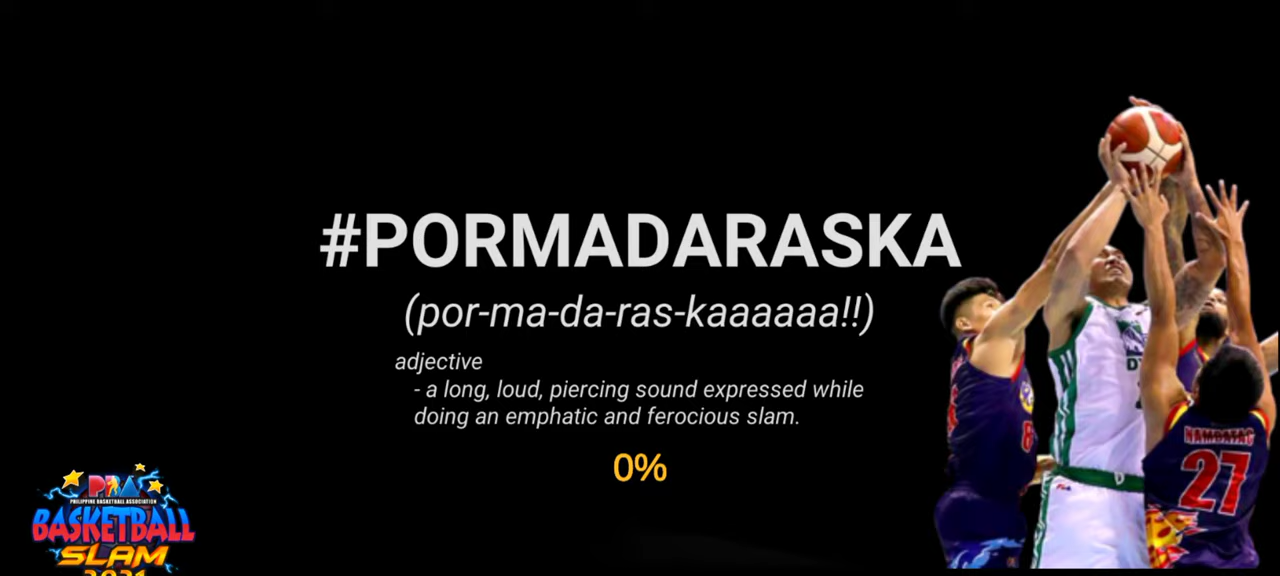 #PORMADARASKA
(por-ma-da-ras-kaaaaaa!!)
adjective
- a long, loud, piercing sound expressed while
doing an emphatic and ferocious slam.
0%
PBA
PHILIPPINE BASKETBALL ASSOCIATION
BASKETBALL
SLAM
2021
NAMBATAC
27
8